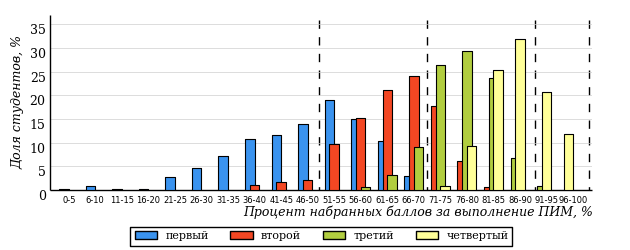 Доля студентов, %
35
30
25
20
15
10
5
0
0-5 6-10 11-15 16-20 21-25 26-30 31-35 36-40 41-45 46-50 51-55 56-60 61-65 66-70 71-75 76-80 81-85 86-90 91-95 96-100
Процент набранных баллов за выполнение ПИМ, %
первый второй третий четвертый